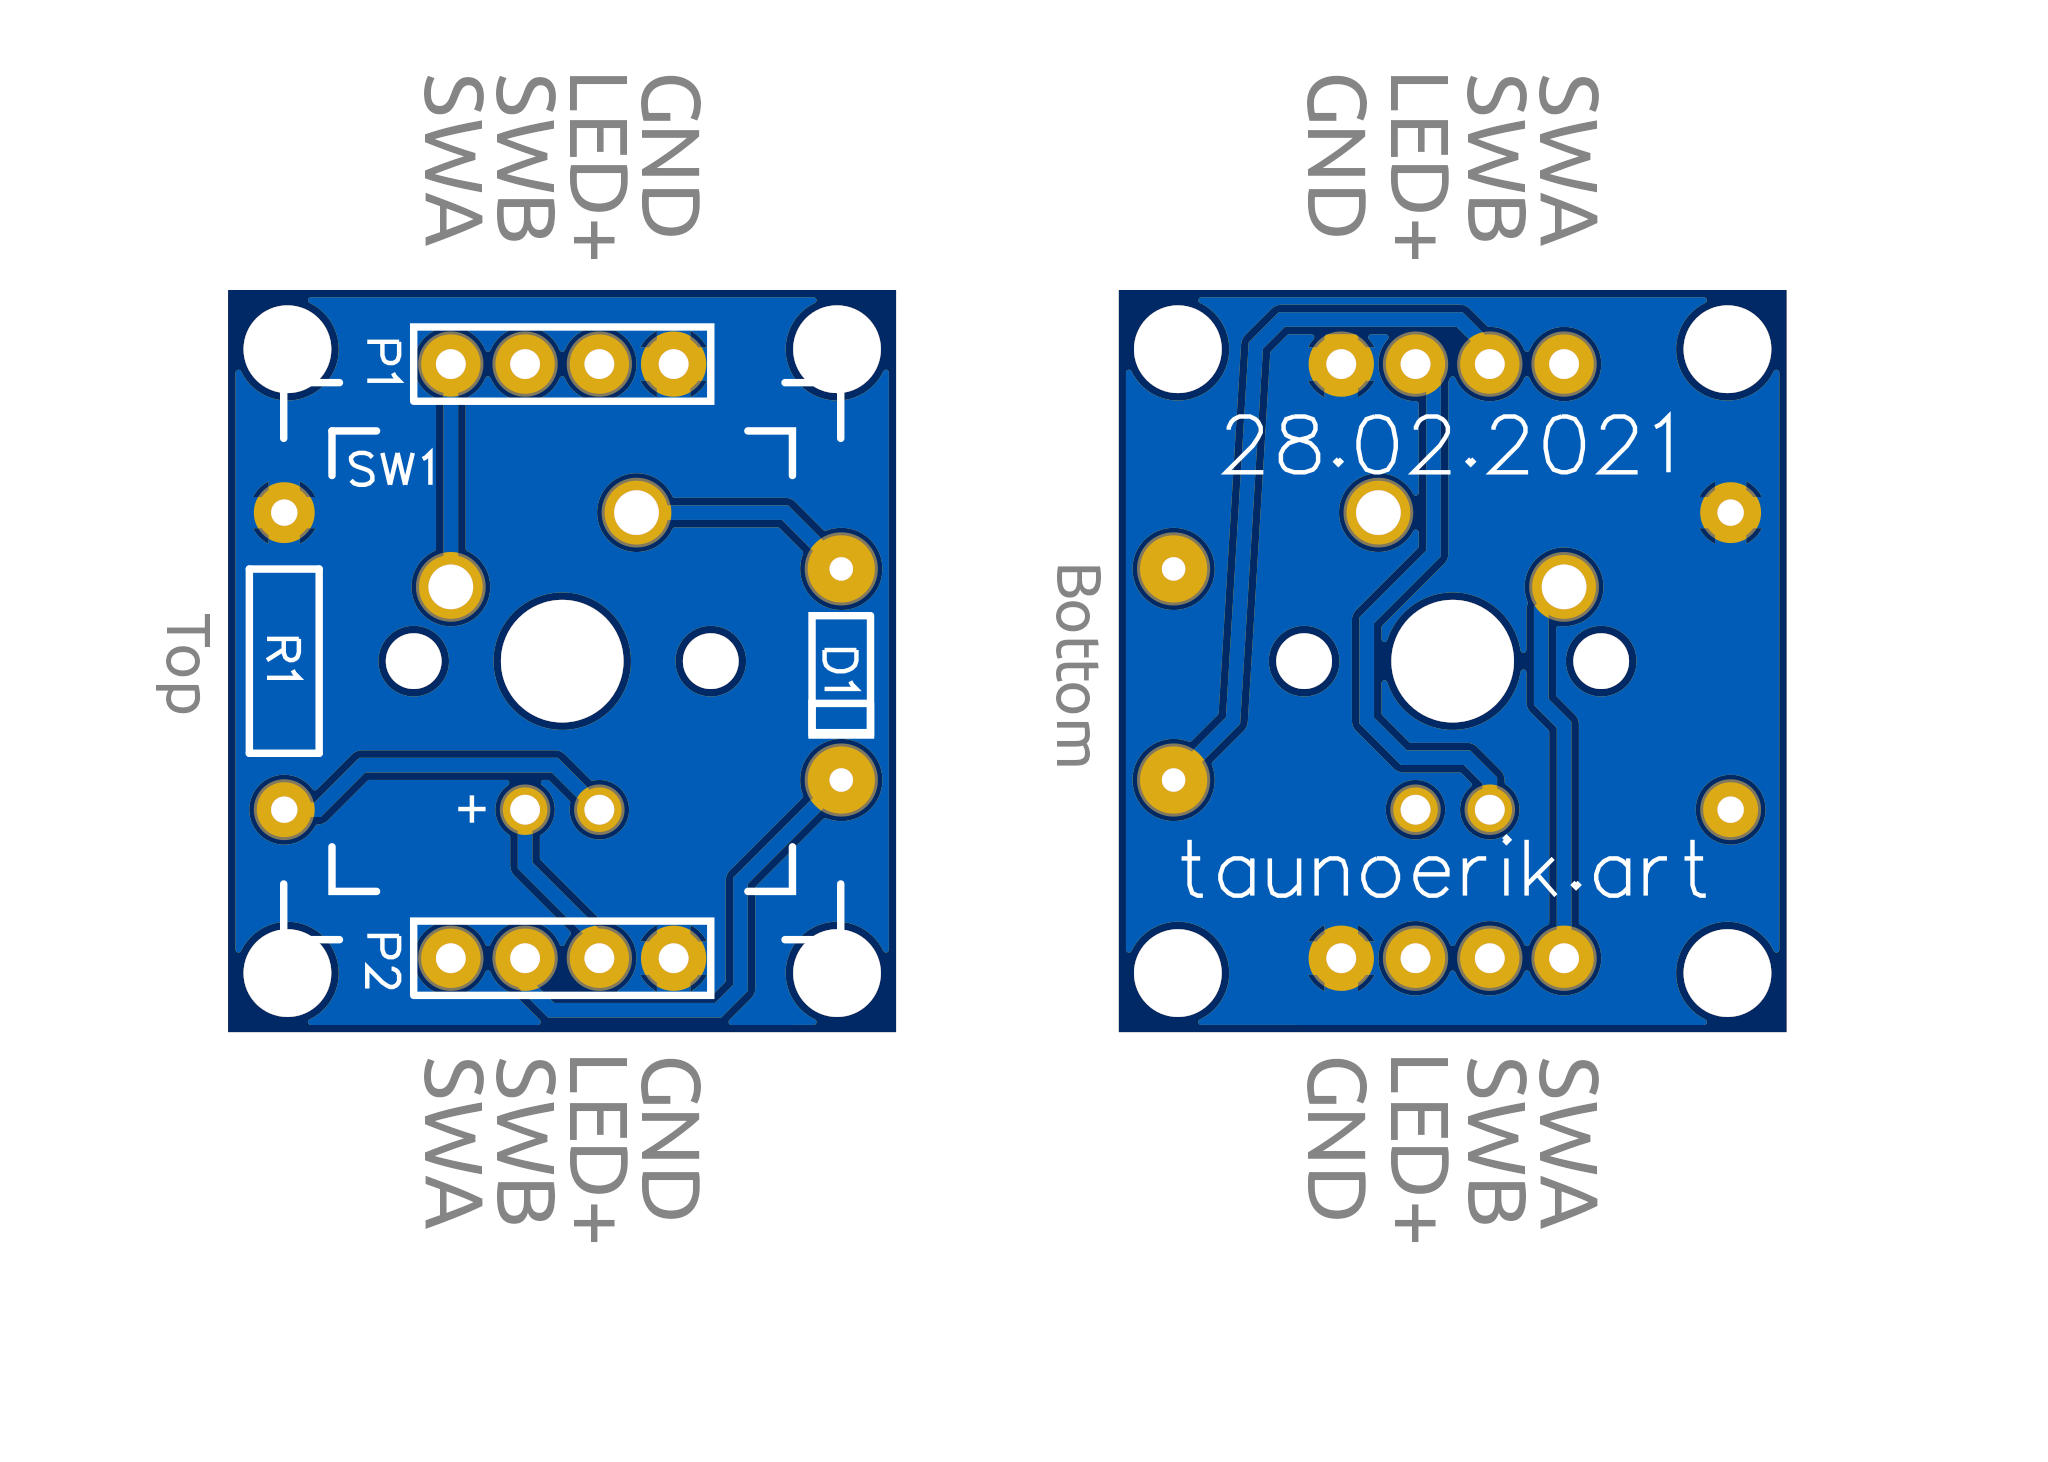 SWA
SWB
LED+
GND
P1
SW1
R1
D1
+
P2
Top
SWA
SWB
LED+
GND
GND
LED+
SWB
SWA
28.02.2021
taunoerik.art
Bottom
GND
LED+
SWB
SWA